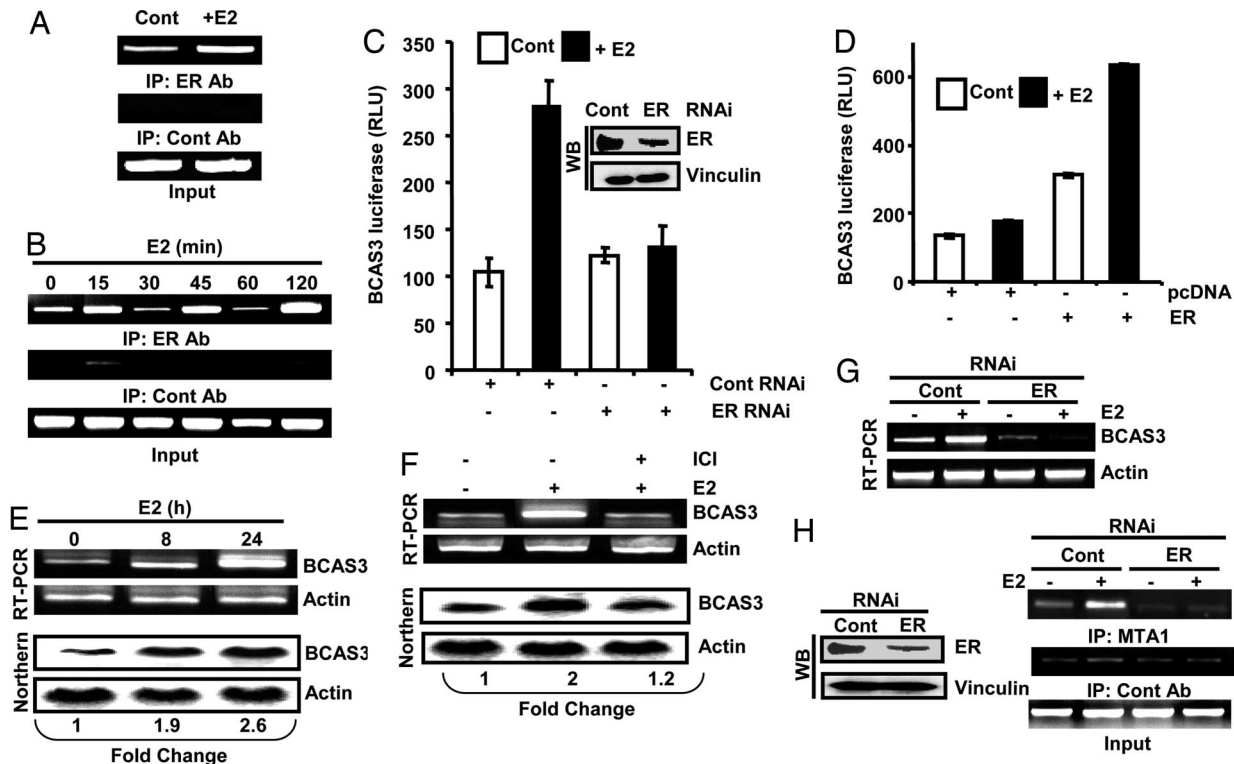 A
Cont +E2
IP: ER Ab
IP: Cont Ab
Input
B
E2 (min)
0 15 30 45 60 120
IP: ER Ab
IP: Cont Ab
Input
C
Cont + E2
BCAS3 luciferase (RLU)
350
300
250
200
150
100
50
0
Cont ER RNAi
WB
ER
Vinculin
+ + - - Cont RNAi
- - + + ER RNAi
D
Cont
+ E2
BCAS3 luciferase (RLU)
600
400
200
0
+ + - - pcDNA
- - + + ER
E
E2 (h)
0 8 24
RT-PCR
BCAS3
Actin
Northern
BCAS3
Actin
1 1.9 2.6
Fold Change
F
- - + ICI
- + + E2
RT-PCR
BCAS3
Actin
Northern
BCAS3
Actin
1 2 1.2
Fold Change
G
RNAi
Cont ER
- + - + E2
RT-PCR
BCAS3
Actin
H
RNAi
Cont ER
WB
ER
Vinculin
RNAi
Cont ER
E2 - + - +
IP: MTA1
IP: Cont Ab
Input